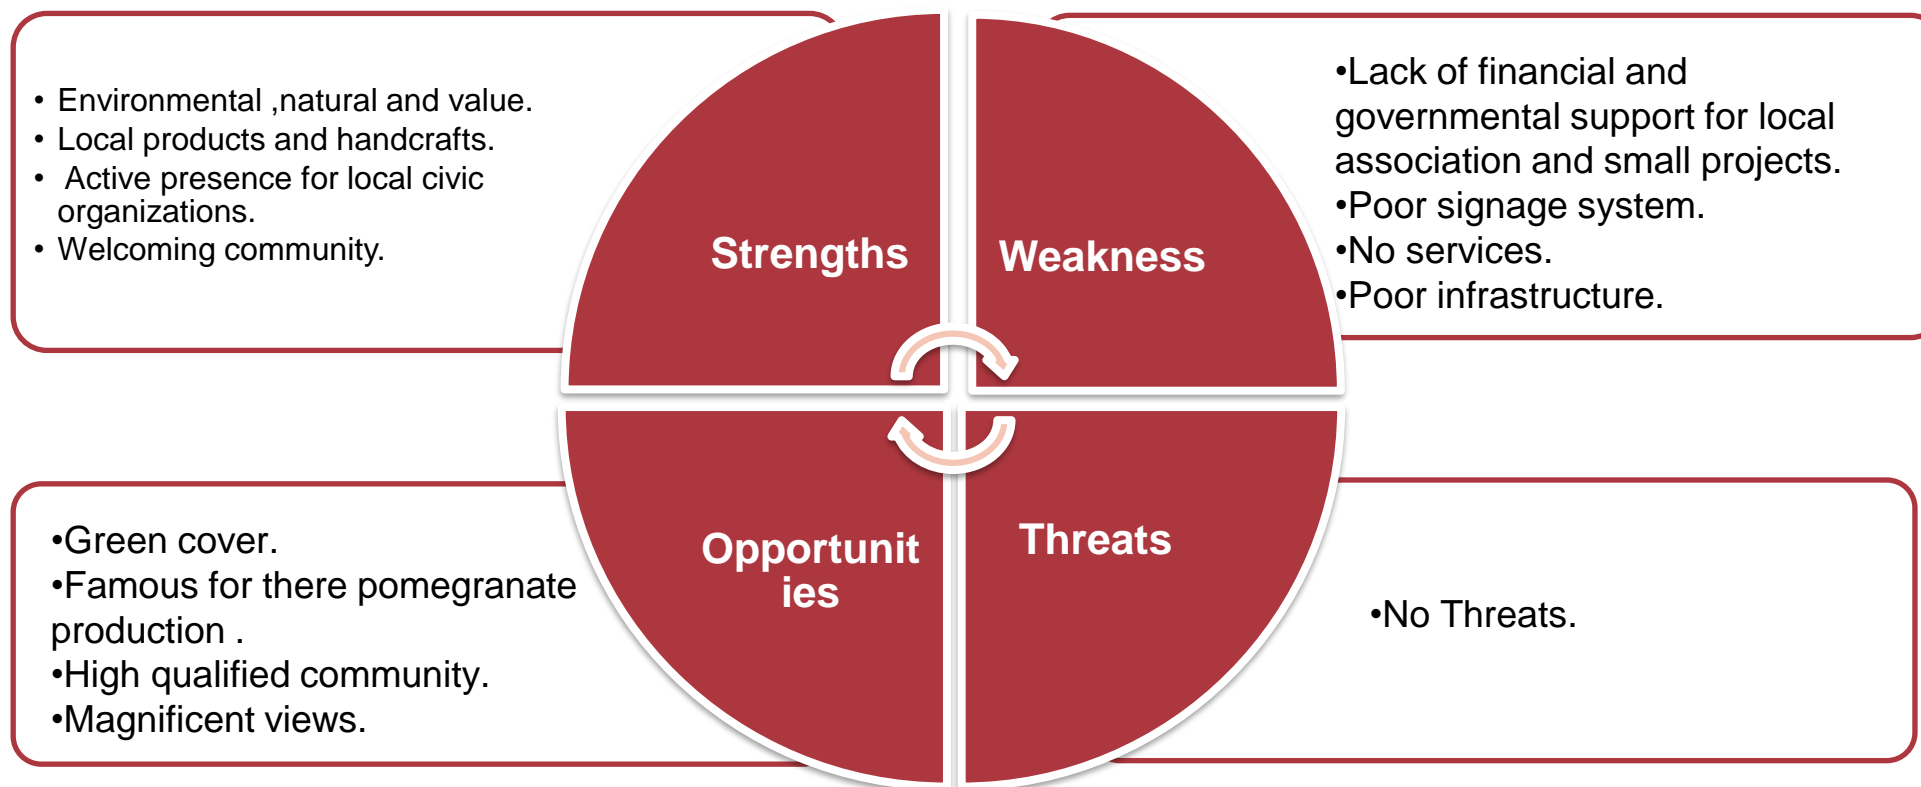 • Environmental ,natural and value.
• Local products and handcrafts.
• Active presence for local civic
organizations.
• Welcoming community.
Strengths
Weakness
•Lack of financial and
governmental support for local
association and small projects.
•Poor signage system.
•No services.
•Poor infrastructure.
•Green cover.
•Famous for there pomegranate
production .
•High qualified community.
•Magnificent views.
Opportunit
ies
Threats
•No Threats.